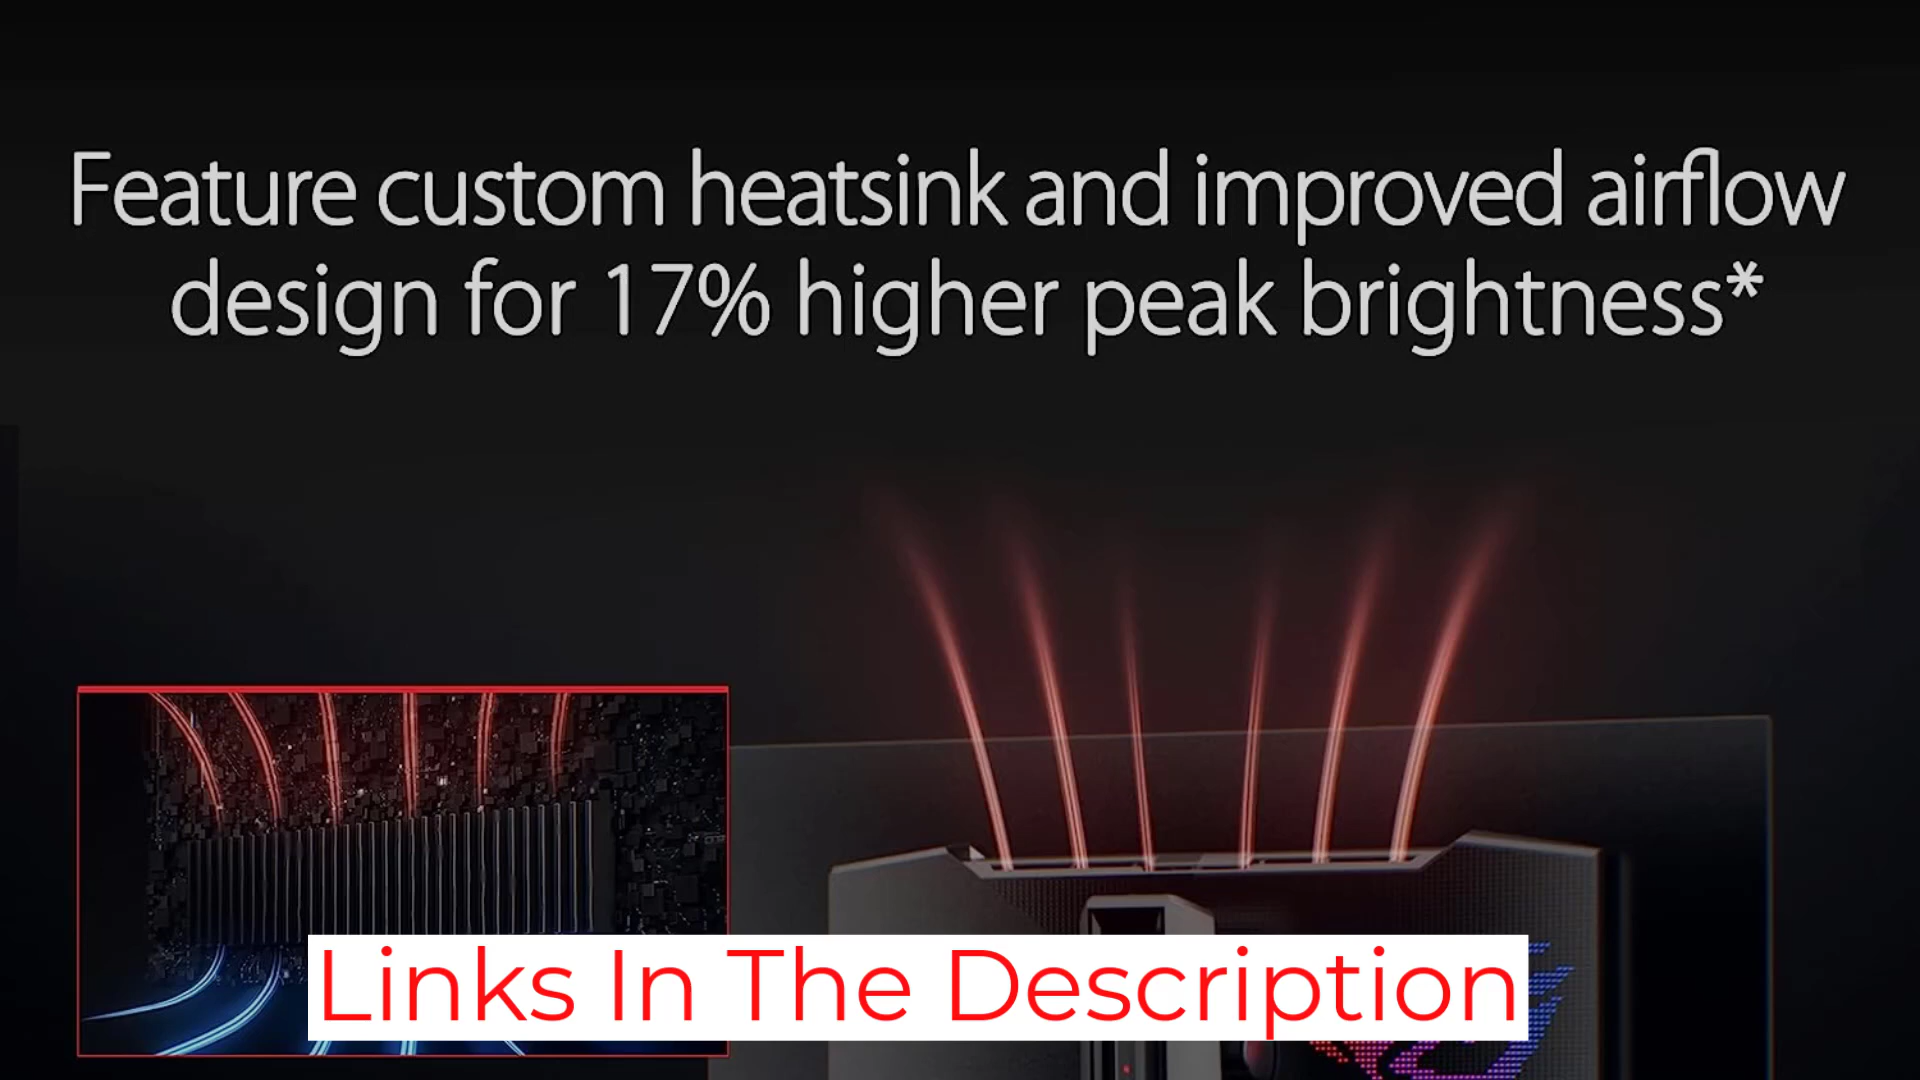 Feature custom heatsink and improved airflow
design for 17% higher peak brightness*
Links In The Description